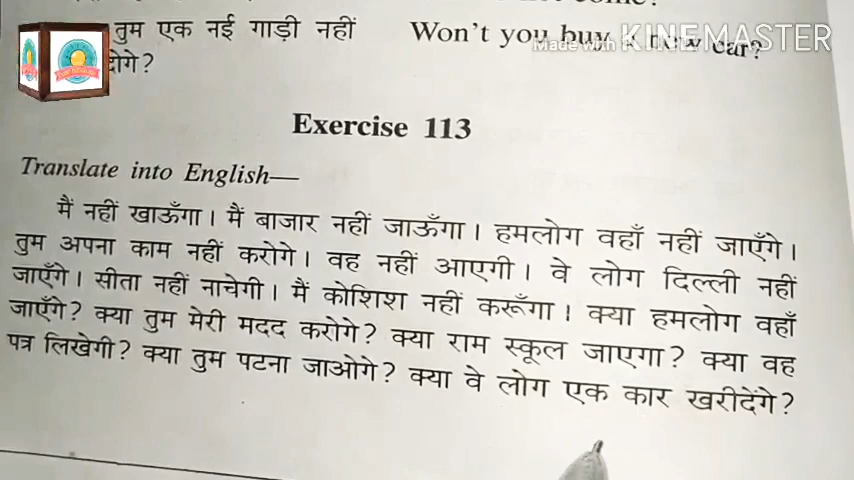 तुम एक नई गाड़ी नहीं Won't you buy a new car?
Made with KINEMASTER
Exercise 113
Translate into English—
मैं नहीं खाऊँगा। मैं बाजार नहीं जाऊँगा। हमलोग वहाँ नहीं जाएँगे।
तुम अपना काम नहीं करोगे। वह नहीं आएगी। वे लोग दिल्ली नहीं
जाएँगे। सीता नहीं नाचेगी। मैं कोशिश नहीं करूँगा। क्या हमलोग वहाँ
जाएँगे? क्या तुम मेरी मदद करोगे? क्या राम स्कूल जाएगा? क्या वह
पत्र लिखेगी? क्या तुम पटना जाओगे? क्या वे लोग एक कार खरीदेंगे?